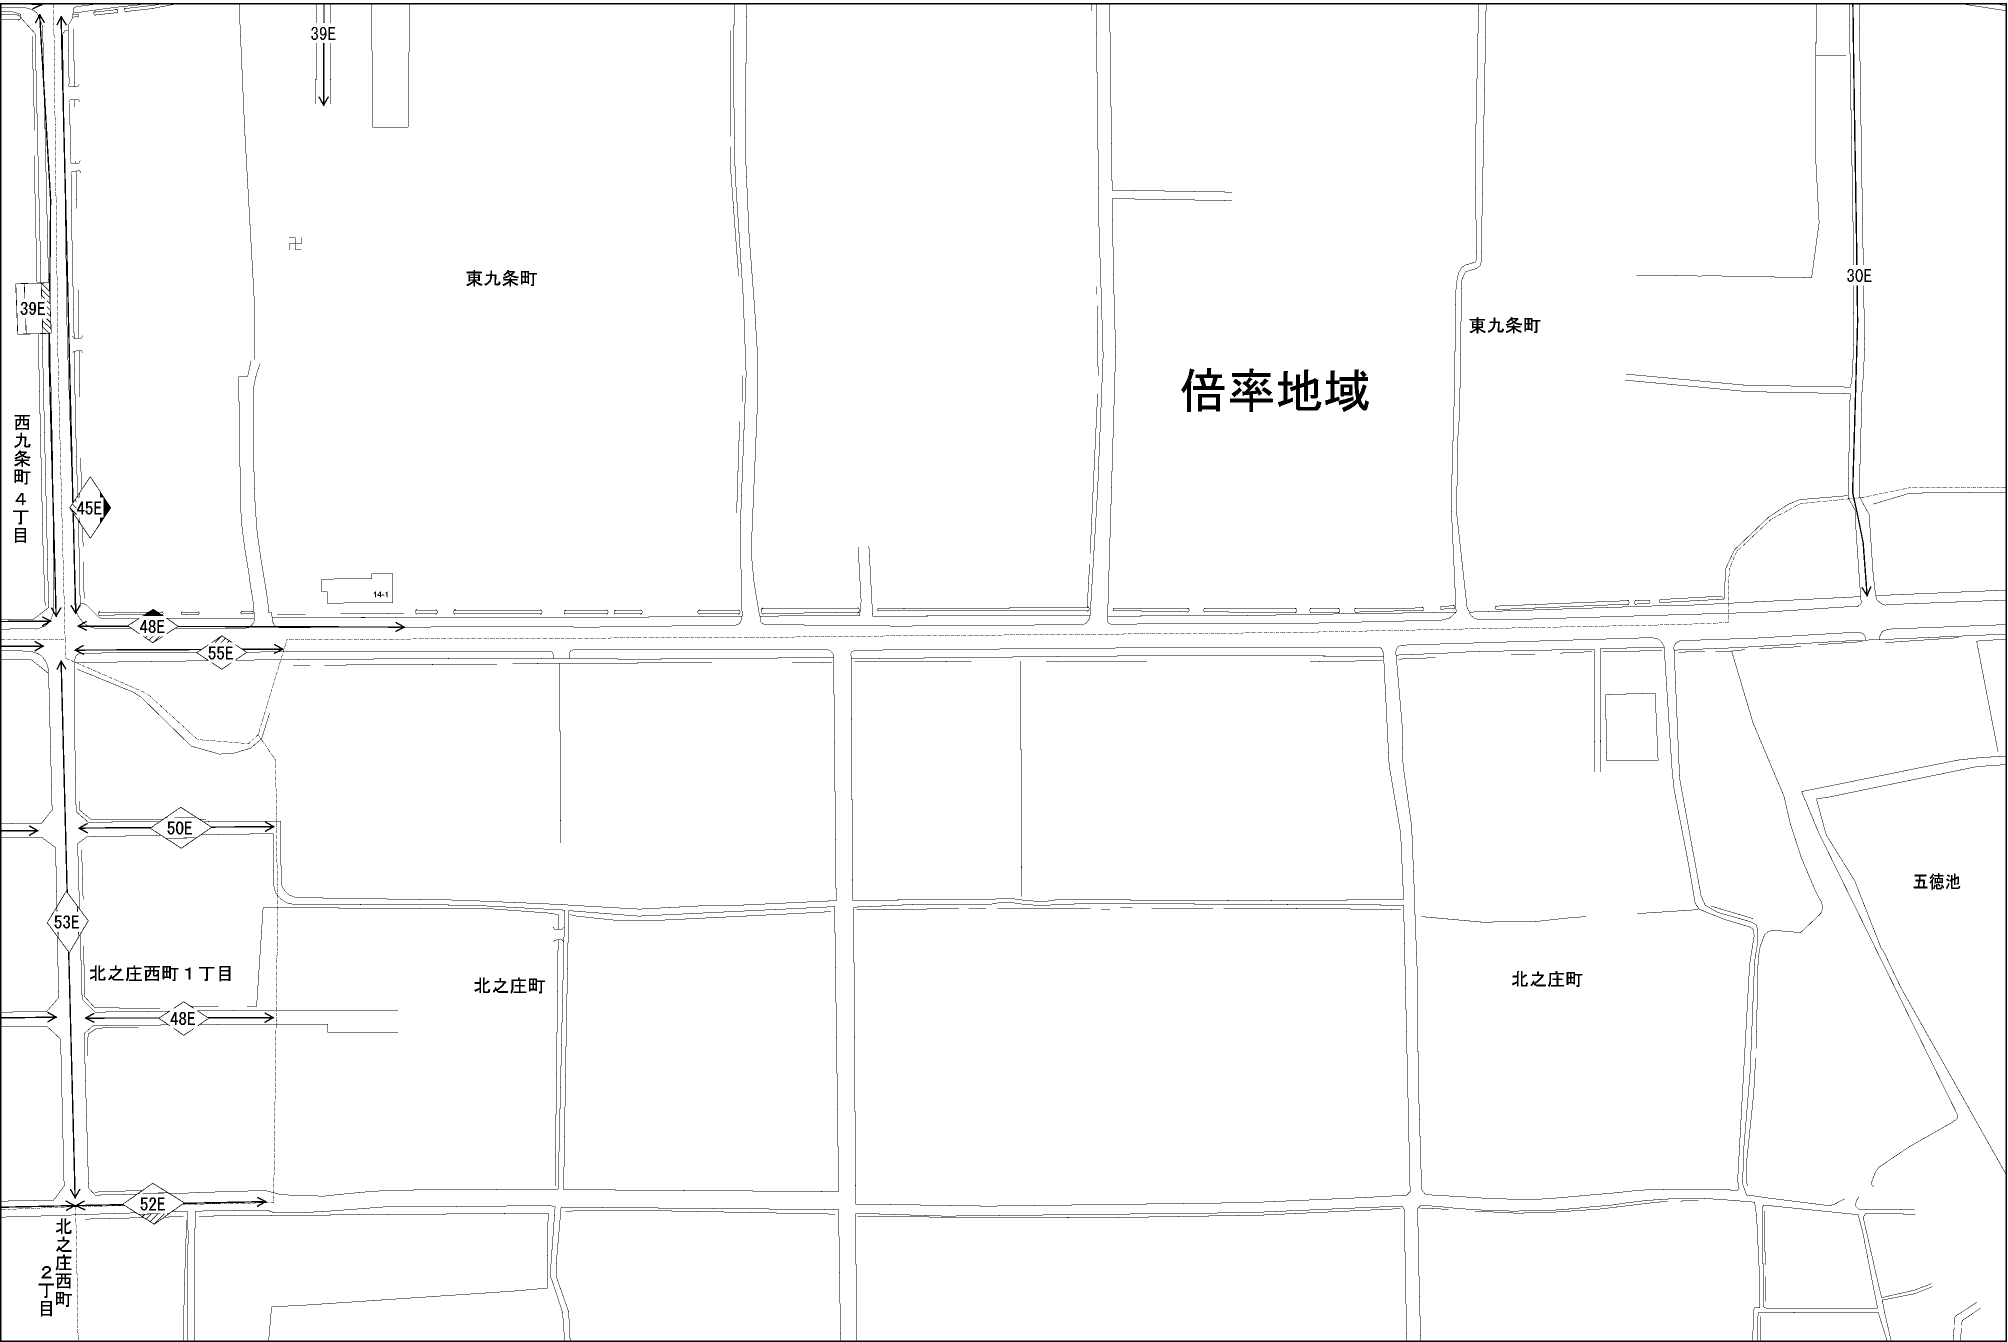 39E
東九条町
30E
39E
東九条町
倍率地域
西九条町4丁目
45E
14-1
48E
55E
50E
五徳池
53E
北之庄西町1丁目
北之庄町
北之庄町
48E
52E
北之庄西町
2丁目